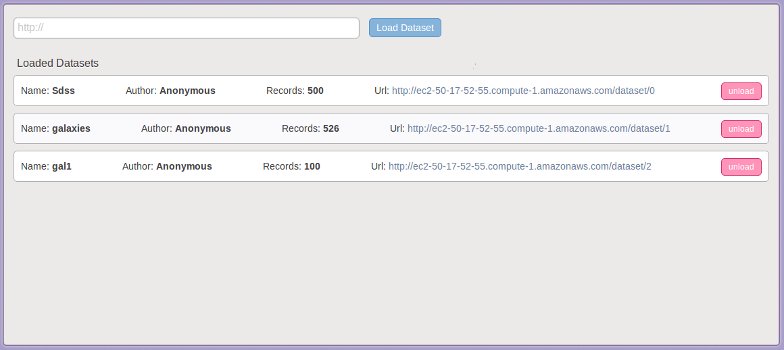 http://
Load Dataset
Loaded Datasets
Name: Sdss Author: Anonymous Records: 500 Url: http://ec2-50-17-52-55.compute-1.amazonaws.com/dataset/0 unload
Name: galaxies Author: Anonymous Records: 526 Url: http://ec2-50-17-52-55.compute-1.amazonaws.com/dataset/1 unload
Name: gal1 Author: Anonymous Records: 100 Url: http://ec2-50-17-52-55.compute-1.amazonaws.com/dataset/2 unload